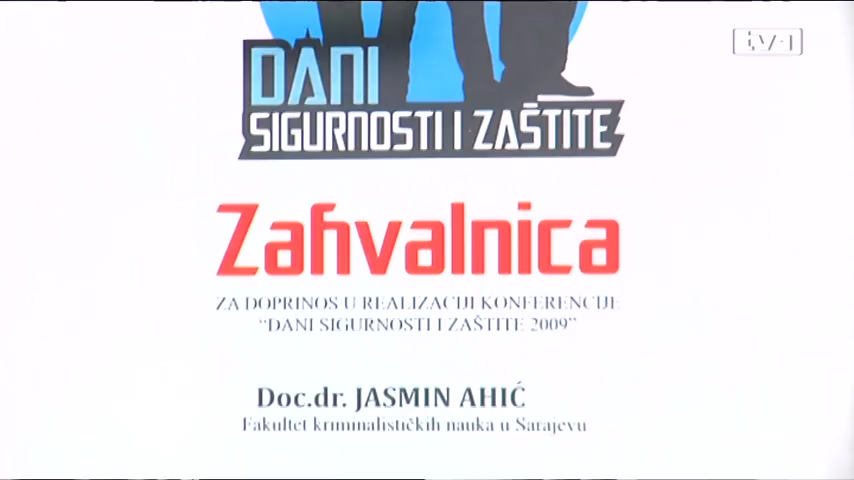 tv1
DANI
SIGURNOSTI I ZAŠTITE
Zahvalnica
ZA DOPRINOS U REALIZACIJI KONFERENCIJE
“DANI SIGURNOSTI I ZAŠTITE 2009”
Doc.dr. JASMIN AHIĆ
Fakultet kriminalističkih nauka u Sarajevu